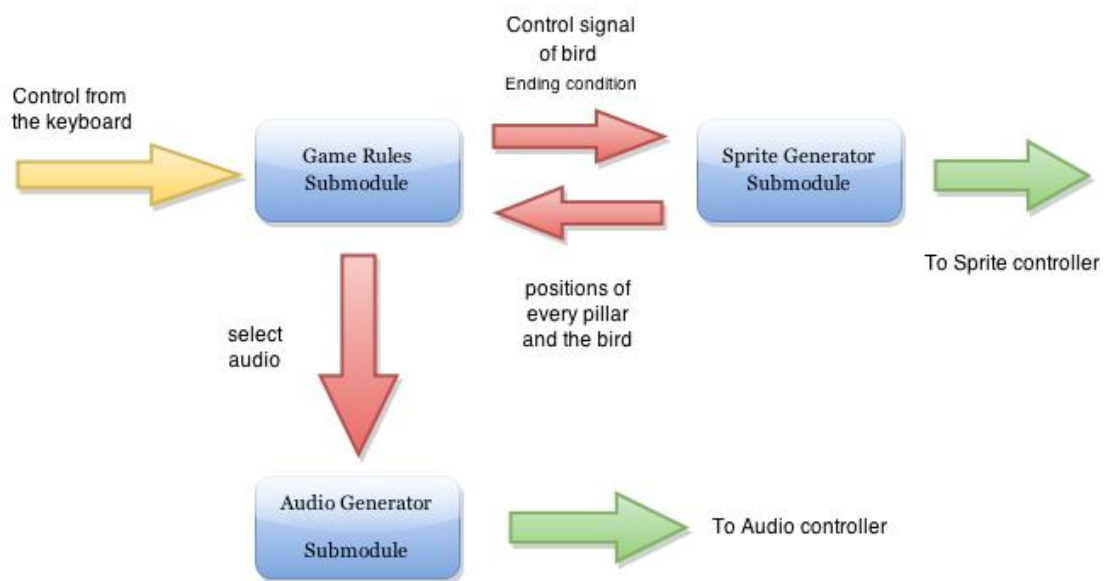 Control from
the keyboard
Game Rules
Submodule
Control signal
of bird
Ending condition
Sprite Generator
Submodule
To Sprite controller
positions of
every pillar
and the bird
select
audio
Audio Generator
Submodule
To Audio controller